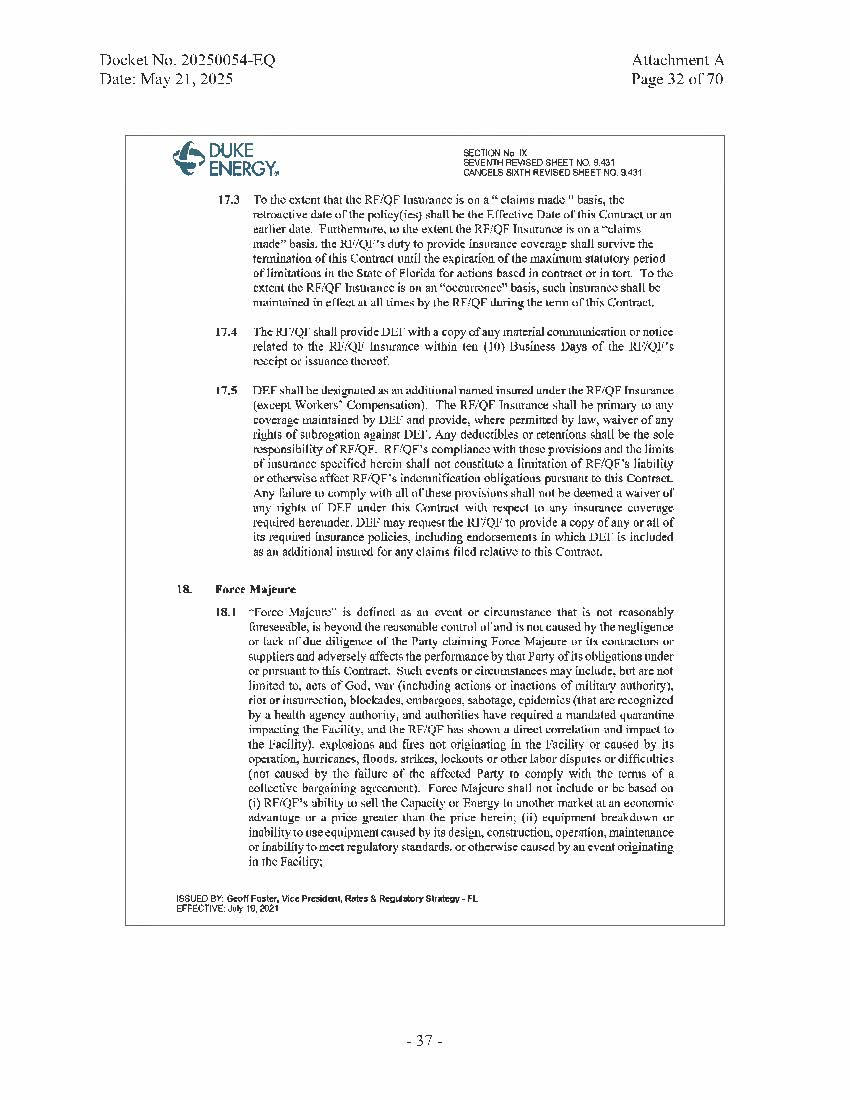 Docket No. 20250054-EQ
Date: May 21, 2025
Attachment A
Page 32 of 70
DUKE
ENERGY.
SECTION No. IX
SEVENTH REVISED SHEET NO. 9.431
CANCELS SIXTH REVISED SHEET NO. 9.431
17.3 To the extent that the RF/QF Insurance is on a “ claims made ” basis, the
retroactive date of the policy(ies) shall be the Effective Date of this Contract or an
earlier date. Furthermore, to the extent the RF/QF Insurance is on a “claims
made” basis, the RF/QF’s duty to provide insurance coverage shall survive the
termination of this Contract until the expiration of the maximum statutory period
of limitations in the State of Florida for actions based in contract or in tort. To the
extent the RF/QF Insurance is on an “occurrence” basis, such insurance shall be
maintained in effect at all times by the RF/QF during the term of this Contract.
17.4 The RF/QF shall provide DEF with a copy of any material communication or notice
related to the RF/QF Insurance within ten (10) Business Days of the RF/QF’s
receipt or issuance thereof.
17.5 DEF shall be designated as an additional named insured under the RF/QF Insurance
(except Workers’ Compensation). The RF/QF Insurance shall be primary to any
coverage maintained by DEF and provide, where permitted by law, waiver of any
rights of subrogation against DEF. Any deductibles or retentions shall be the sole
responsibility of RF/QF. RF/QF’s compliance with these provisions and the limits
of insurance specified herein shall not constitute a limitation of RF/QF’s liability
or otherwise affect RF/QF’s indemnification obligations pursuant to this Contract.
Any failure to comply with all of these provisions shall not be deemed a waiver of
any rights of DEF under this Contract with respect to any insurance coverage
required hereunder. DEF may request the RF/QF to provide a copy of any or all of
its required insurance policies, including endorsements in which DEF is included
as an additional insured for any claims filed relative to this Contract.
18. Force Majeure
18.1 “Force Majeure” is defined as an event or circumstance that is not reasonably
foreseeable, is beyond the reasonable control of and is not caused by the negligence
or lack of due diligence of the Party claiming Force Majeure or its contractors or
suppliers and adversely affects the performance by that Party of its obligations under
or pursuant to this Contract. Such events or circumstances may include, but are not
limited to, acts of God, war (including actions or inactions of military authority),
riot or insurrection, blockades, embargoes, sabotage, epidemics (that are recognized
by a health agency authority, and authorities have required a mandated quarantine
impacting the Facility, and the RF/QF has shown a direct correlation and impact to
the Facility), explosions and fires not originating in the Facility or caused by its
operation, hurricanes, floods, strikes, lockouts or other labor disputes or difficulties
(not caused by the failure of the affected Party to comply with the terms of a
collective bargaining agreement). Force Majeure shall not include or be based on
(i) RF/QF’s ability to sell the Capacity or Energy to another market at an economic
advantage or a price greater than the price herein; (ii) equipment breakdown or
inability to use equipment caused by its design, construction, operation, maintenance
or inability to meet regulatory standards, or otherwise caused by an event originating
in the Facility;
ISSUED BY: Geoff Foster, Vice President, Rates & Regulatory Strategy - FL
EFFECTIVE: July 19, 2021
- 37 -